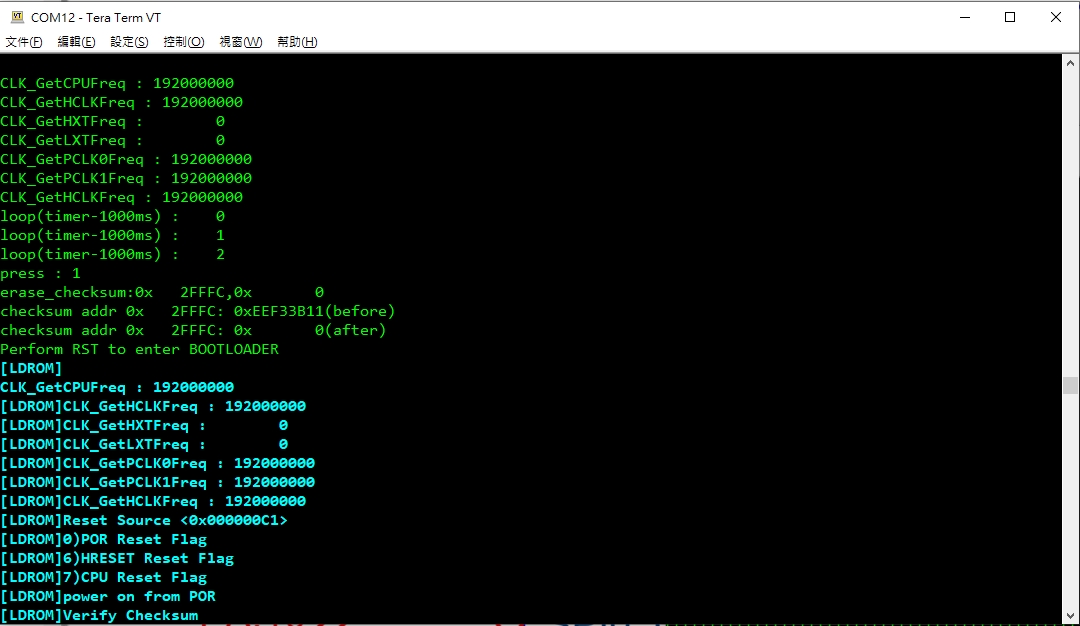 COM12 - Tera Term VT
文件(F) 編輯(E) 設定(S) 控制(O) 視窗(W) 幫助(H)
CLK_GetCPUFreq : 192000000
CLK_GetHCLKFreq : 192000000
CLK_GetHXTFreq :         0
CLK_GetLXTFreq :         0
CLK_GetPCLK0Freq : 192000000
CLK_GetPCLK1Freq : 192000000
CLK_GetHCLKFreq : 192000000
loop(timer-1000ms) :    0
loop(timer-1000ms) :    1
loop(timer-1000ms) :    2
press : 1
erase_checksum:0x   2FFFC,0x       0
checksum addr 0x   2FFFC: 0xEEF33B11(before)
checksum addr 0x   2FFFC: 0x       0(after)
Perform RST to enter BOOTLOADER
[LDROM]
CLK_GetCPUFreq : 192000000
[LDROM]CLK_GetHCLKFreq : 192000000
[LDROM]CLK_GetHXTFreq :         0
[LDROM]CLK_GetLXTFreq :         0
[LDROM]CLK_GetPCLK0Freq : 192000000
[LDROM]CLK_GetPCLK1Freq : 192000000
[LDROM]CLK_GetHCLKFreq : 192000000
[LDROM]Reset Source <0x000000C1>
[LDROM]0)POR Reset Flag
[LDROM]6)HRESET Reset Flag
[LDROM]7)CPU Reset Flag
[LDROM]power on from POR
[LDROM]Verify Checksum